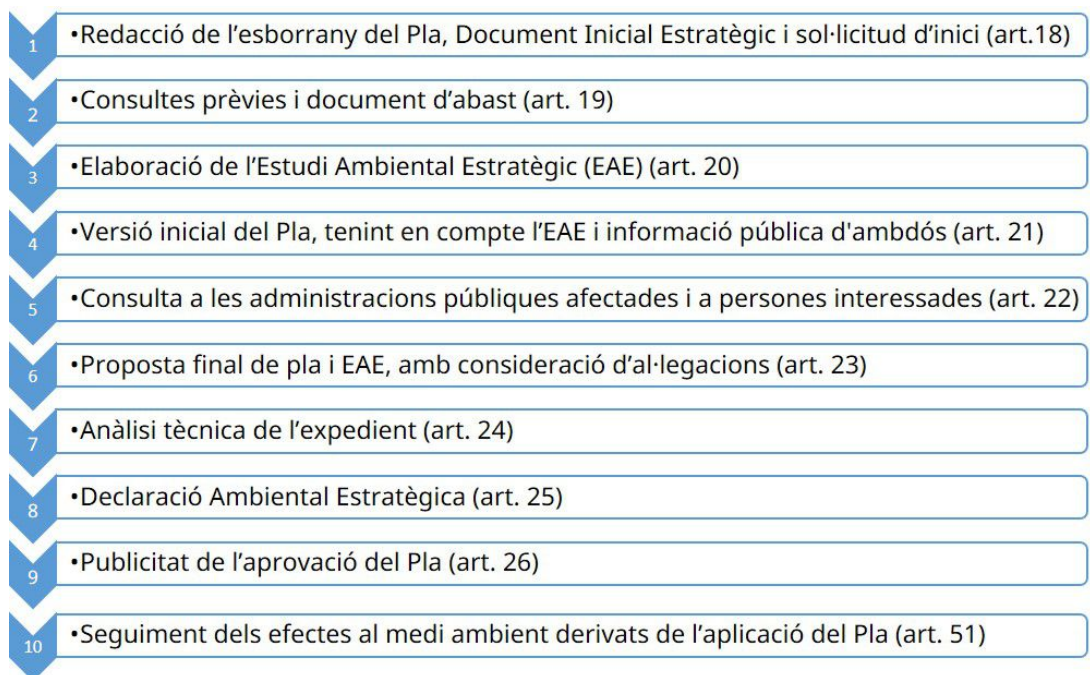 1 •Redacció de l’esborrany del Pla, Document Inicial Estratègic i sol·licitud d’inici (art.18)
2 •Consultes prèvies i document d’abast (art. 19)
3 •Elaboració de l’Estudi Ambiental Estratègic (EAE) (art. 20)
4 •Versió inicial del Pla, tenint en compte l’EAE i informació pública d'ambdós (art. 21)
5 •Consulta a les administracions públiques afectades i a persones interessades (art. 22)
6 •Proposta final de pla i EAE, amb consideració d’al·legacions (art. 23)
7 •Anàlisi tècnica de l’expedient (art. 24)
8 •Declaració Ambiental Estratègica (art. 25)
9 •Publicitat de l’aprovació del Pla (art. 26)
10 •Seguiment dels efectes al medi ambient derivats de l’aplicació del Pla (art. 51)